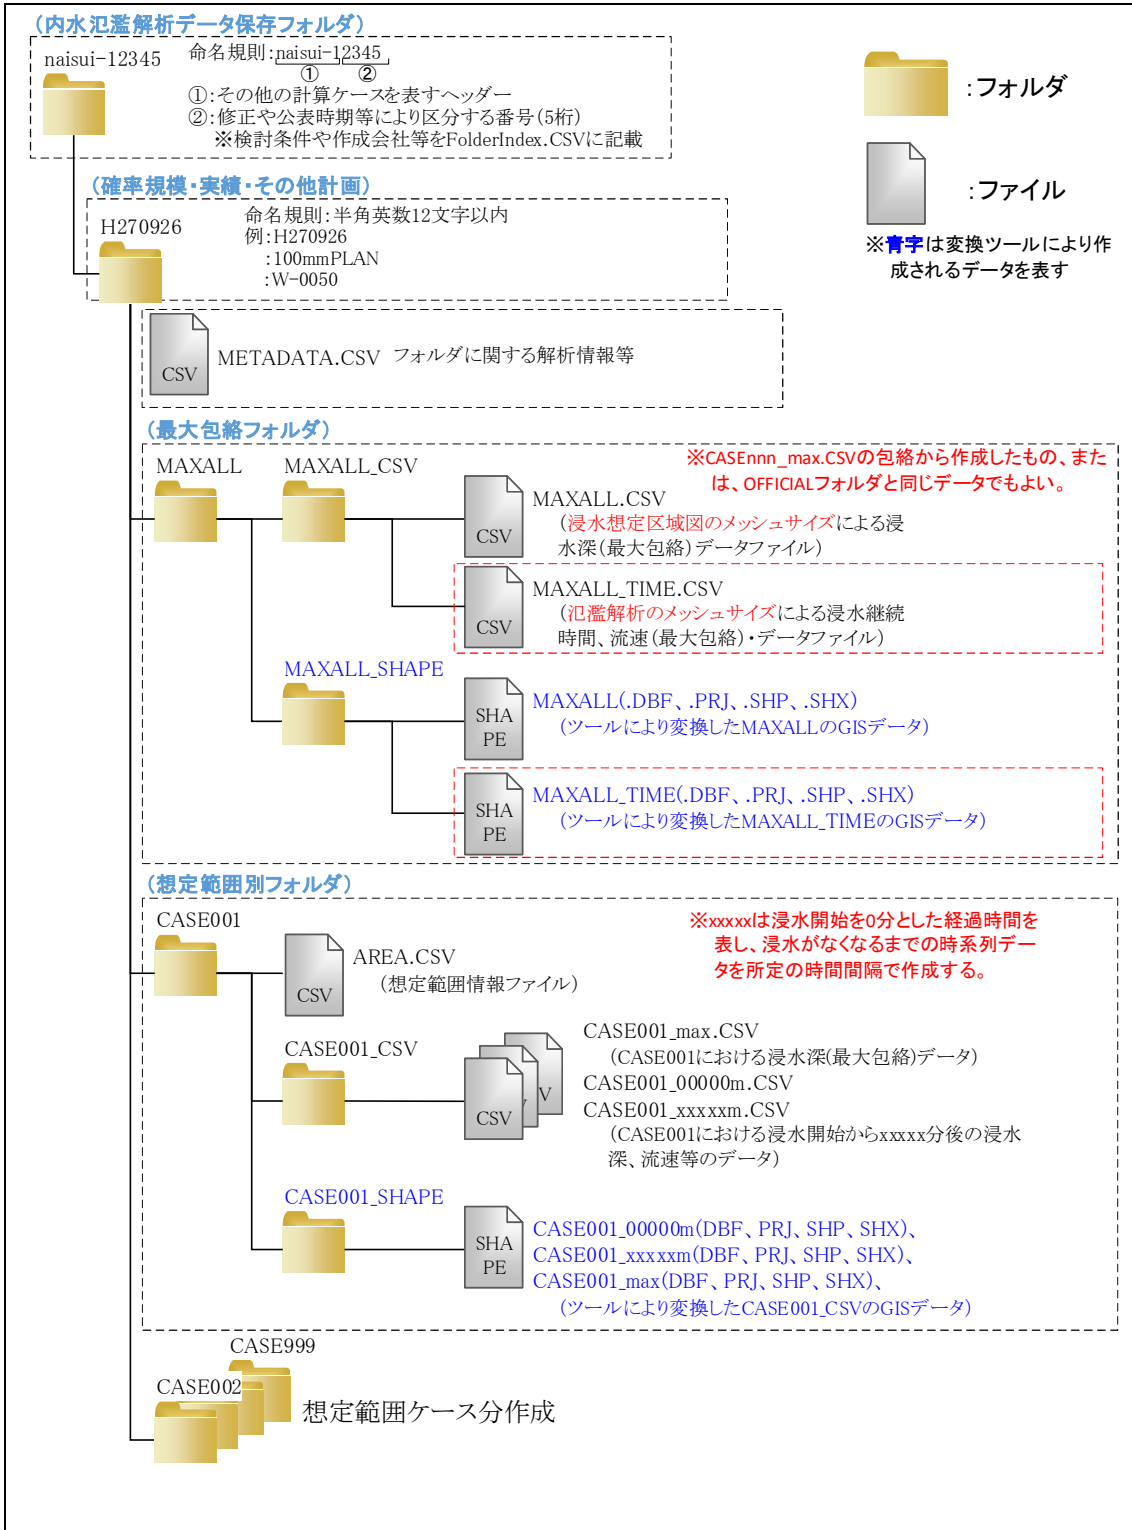 （内水氾濫解析データ保存フォルダ）
naisui-12345
命名規則：naisui-12345
①
②
①：その他の計算ケースを表すヘッダー
②：修正や公表時期等により区分する番号（5桁）
※検討条件や作成会社等をFolderIndex.CSVに記載
：フォルダ
：ファイル
※青字は変換ツールにより作
成されるデータを表す
（確率規模・実績・その他計画）
H270926
命名規則：半角英数12文字以内
例：H270926
：100mmPLAN
：W-0050
CSV
METADATA.CSV フォルダに関する解析情報等
（最大包絡フォルダ）
MAXALL
MAXALL_CSV
※CASEnnn_max.CSVの包絡から作成したもの、また
は、OFFICIALフォルダと同じデータでもよい。
CSV
MAXALL.CSV
（浸水想定区域図のメッシュサイズによる浸
水深（最大包絡）データファイル）
CSV
MAXALL_TIME.CSV
（氾濫解析のメッシュサイズによる浸水継続
時間、流速（最大包絡）・データファイル）
MAXALL_SHAPE
SHA
PE
MAXALL(.DBF、.PRJ、.SHP、.SHX)
（ツールにより変換したMAXALLのGISデータ）
SHA
PE
MAXALL_TIME(.DBF、.PRJ、.SHP、.SHX)
（ツールにより変換したMAXALL_TIMEのGISデータ）
（想定範囲別フォルダ）
CASE001
CSV
AREA.CSV
（想定範囲情報ファイル）
※xxxxxは浸水開始を0分とした経過時間を
表し、浸水がなくなるまでの時系列デー
タを所定の時間間隔で作成する。
CASE001_CSV
CSV
V
V
CASE001_max.CSV
（CASE001における浸水深(最大包絡)データ）
CASE001_00000m.CSV
CASE001_xxxxxm.CSV
（CASE001における浸水開始からxxxxx分後の浸水
深、流速等のデータ）
CASE001_SHAPE
SHA
PE
CASE001_00000m(DBF、PRJ、SHP、SHX)、
CASE001_xxxxxm(DBF、PRJ、SHP、SHX)、
CASE001_max(DBF、PRJ、SHP、SHX)、
（ツールにより変換したCASE001_CSVのGISデータ）
CASE999
CASE002
想定範囲ケース分作成